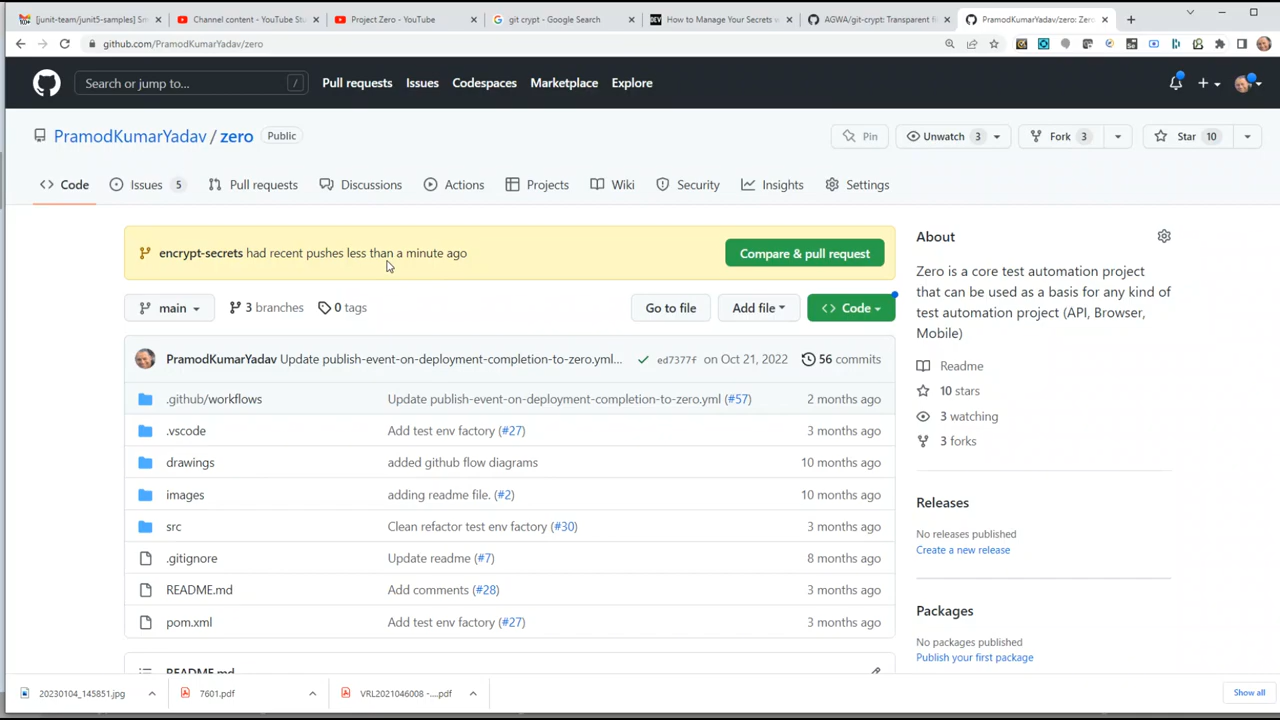 [junit-team/junit5-samples] Sm
Channel content - YouTube Stu
Project Zero - YouTube
git crypt - Google Search
DEV
How to Manage Your Secrets w
AGWA/git-crypt: Transparent fi
PramodKumarYadav/zero: Zero
github.com/PramodKumarYadav/zero
Search or jump to...
/
Pull requests
Issues
Codespaces
Marketplace
Explore
PramodKumarYadav / zero
Public
Pin
Unwatch 3
Fork 3
Star 10
Code
Issues 5
Pull requests
Discussions
Actions
Projects
Wiki
Security
Insights
Settings
encrypt-secrets had recent pushes less than a minute ago
Compare & pull request
main
3 branches
0 tags
Go to file
Add file
Code
PramodKumarYadav Update publish-event-on-deployment-completion-to-zero.yml... ed7377f on Oct 21, 2022 56 commits
.github/workflows Update publish-event-on-deployment-completion-to-zero.yml (#57) 2 months ago
.vscode Add test env factory (#27) 3 months ago
drawings added github flow diagrams 10 months ago
images adding readme file. (#2) 10 months ago
src Clean refactor test env factory (#30) 3 months ago
.gitignore Update readme (#7) 8 months ago
README.md Add comments (#28) 3 months ago
pom.xml Add test env factory (#27) 3 months ago
README.md
About
Zero is a core test automation project
that can be used as a basis for any kind of
test automation project (API, Browser,
Mobile)
Readme
10 stars
3 watching
3 forks
Releases
No releases published
Create a new release
Packages
No packages published
Publish your first package
20230104_145851.jpg
7601.pdf
VRL2021046008 -....pdf
Show all